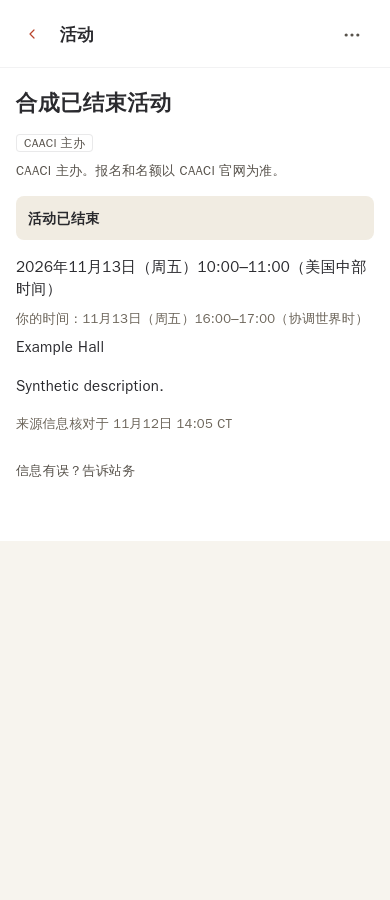 活动
合成已结束活动
CAACI 主办
CAACI 主办。报名和名额以 CAACI 官网为准。
活动已结束
2026年11月13日（周五）10:00–11:00（美国中部
时间）
你的时间：11月13日（周五）16:00–17:00（协调世界时）
Example Hall
Synthetic description.
来源信息核对于 11月12日 14:05 CT
信息有误？告诉站务